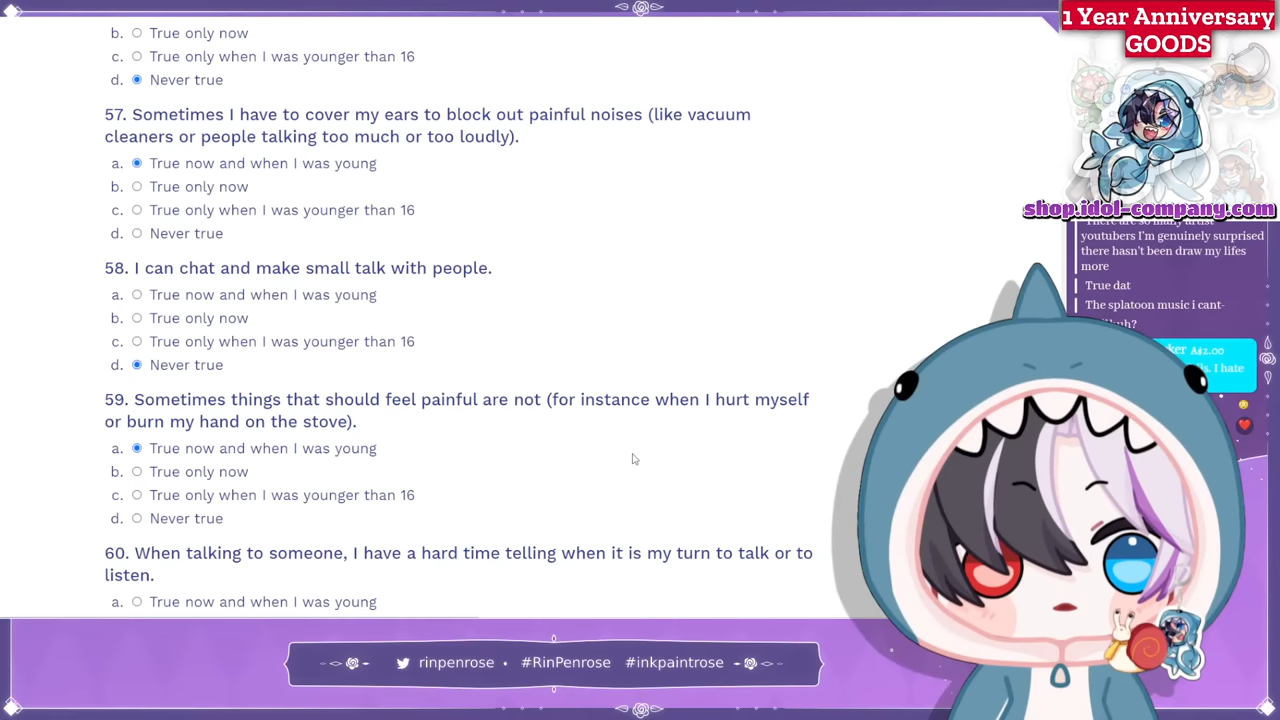 b. True only now
c. True only when I was younger than 16
d. Never true
57. Sometimes I have to cover my ears to block out painful noises (like vacuum
cleaners or people talking too much or too loudly).
a. True now and when I was young
b. True only now
c. True only when I was younger than 16
d. Never true
58. I can chat and make small talk with people.
a. True now and when I was young
b. True only now
c. True only when I was younger than 16
d. Never true
59. Sometimes things that should feel painful are not (for instance when I hurt myself
or burn my hand on the stove).
a. True now and when I was young
b. True only now
c. True only when I was younger than 16
d. Never true
60. When talking to someone, I have a hard time telling when it is my turn to talk or to
listen.
a. True now and when I was young
rinpenrose • #RinPenrose #inkpaintrose
1 Year Anniversary
GOODS
shop.idol-company.com
There are so many artist
youtubers I'm genuinely surprised
there hasn't been draw my lifes
more
True dat
The splatoon music i cant-
A$2.00
I hate